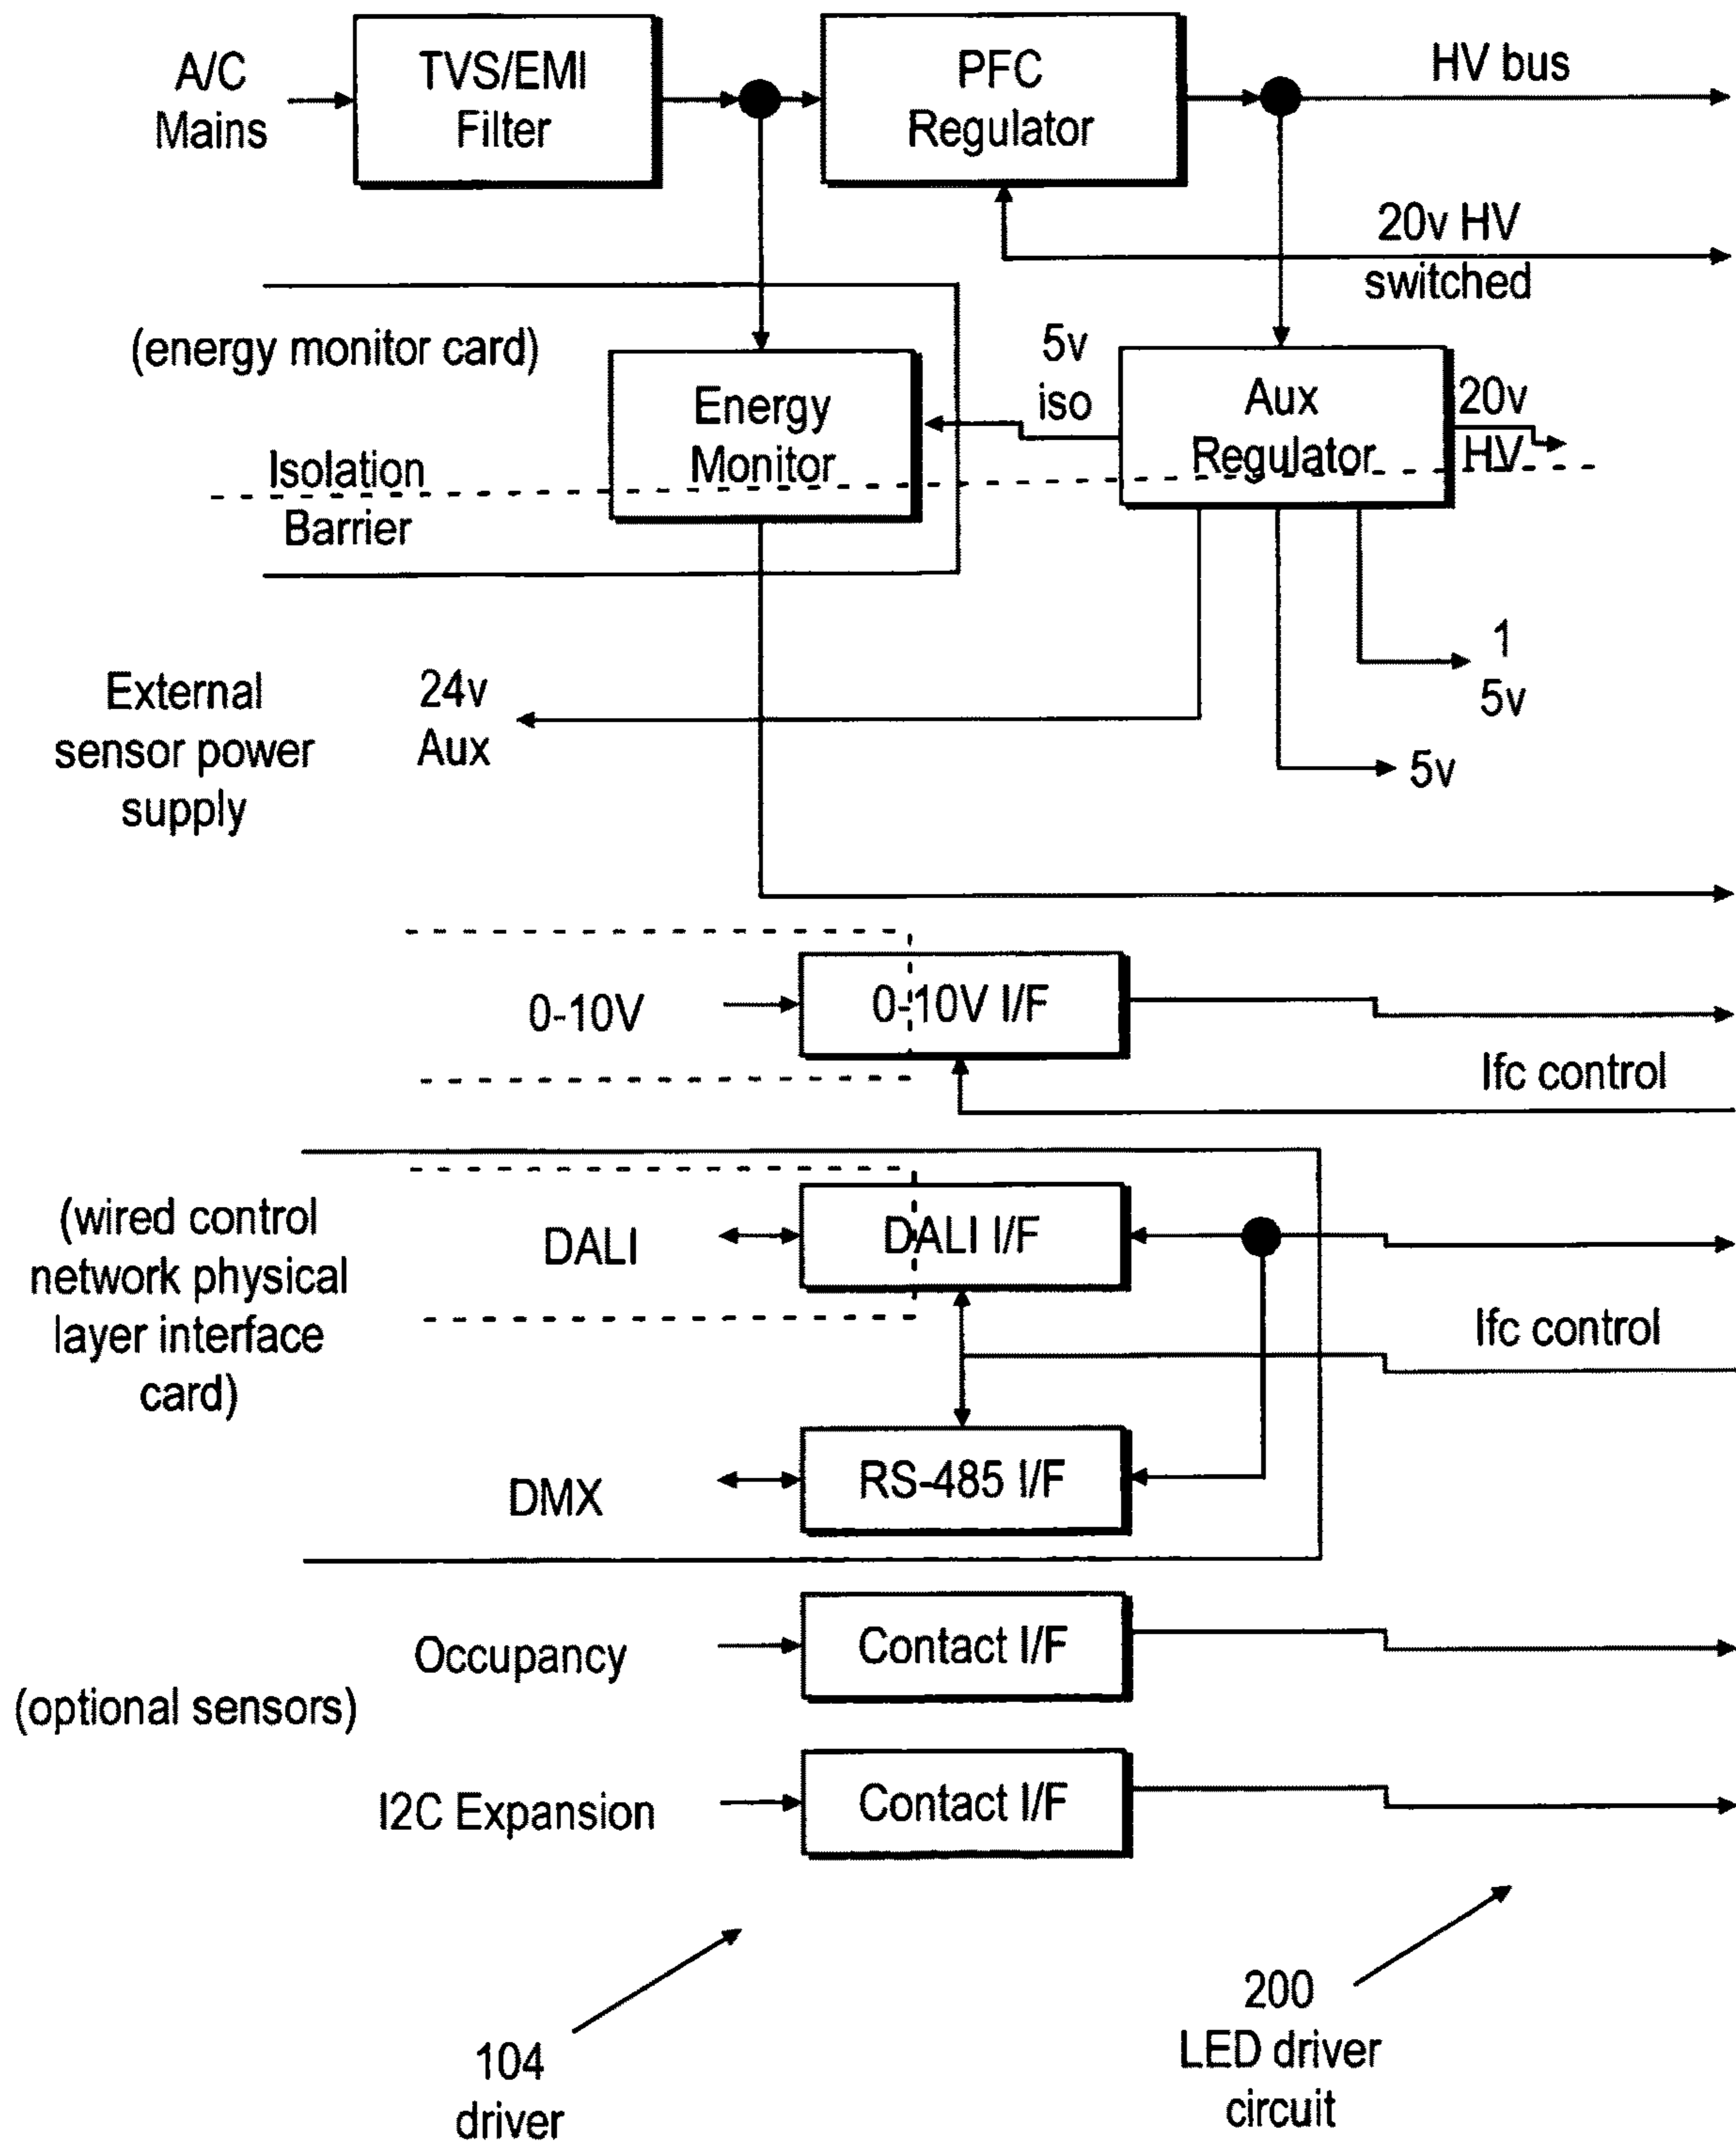 A/C
Mains
TVS/EMI
Filter
PFC
Regulator
HV bus
20v HV
switched
(energy monitor card)
Energy
Monitor
5v
iso
Aux
Regulator
20v
HV
Isolation
Barrier
External
sensor power
supply
24v
Aux
1
5v
5v
0-10V
0-10V I/F
Ifc control
(wired control
network physical
layer interface
card)
DALI
DALI I/F
Ifc control
DMX
RS-485 I/F
Occupancy
Contact I/F
(optional sensors)
I2C Expansion
Contact I/F
104
driver
200
LED driver
circuit